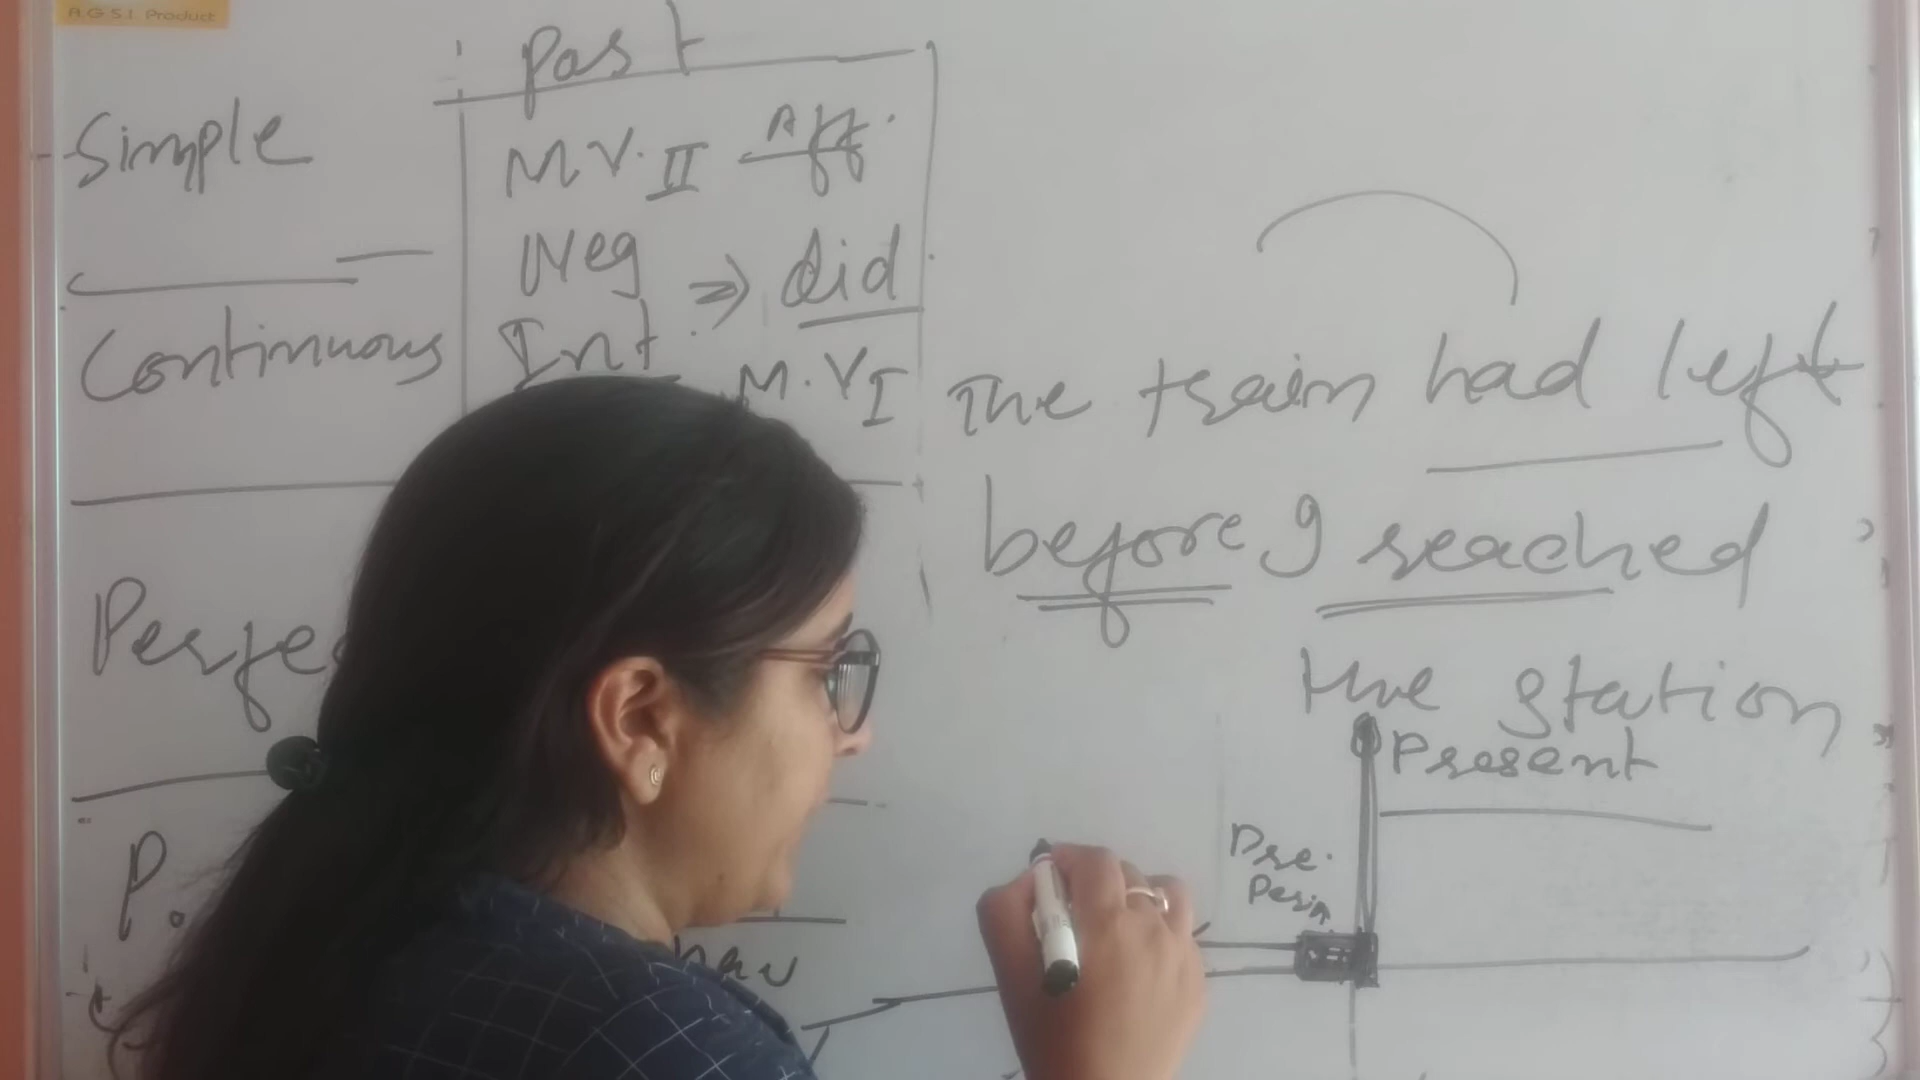 A.G S.I. Product
Past
Simple
M.V. II Aff.
Neg
Int. ⇒ did
M.V I
Continuous
The train had left
before I reached
the station
Perfe
Present
Pre.
P.
hav